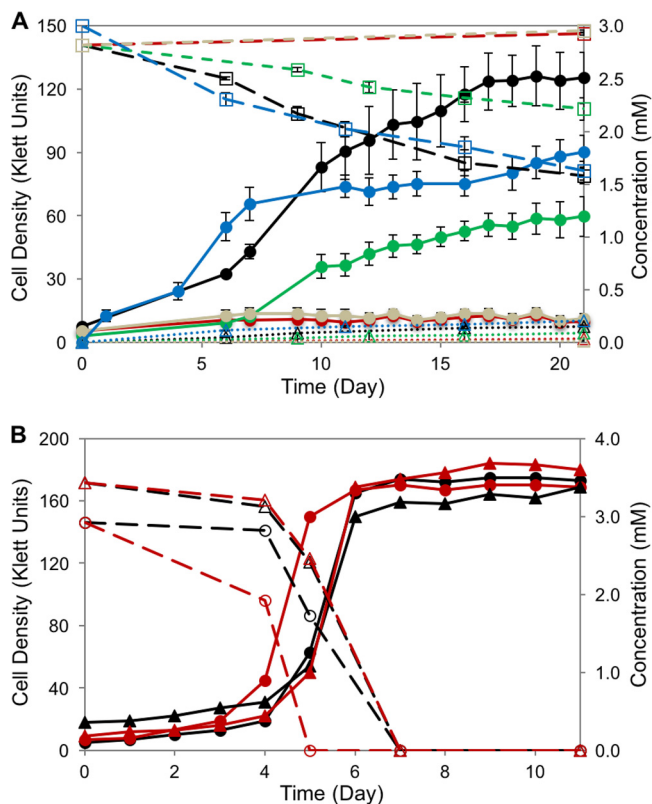 A
150
120
90
60
30
0
Cell Density (Klett Units)
3.0
2.5
2.0
1.5
1.0
0.5
0.0
Concentration (mM)
0 5 10 15 20
Time (Day)
B
200
160
120
80
40
0
Cell Density (Klett Units)
4.0
3.0
2.0
1.0
0.0
Concentration (mM)
0 2 4 6 8 10
Time (Day)